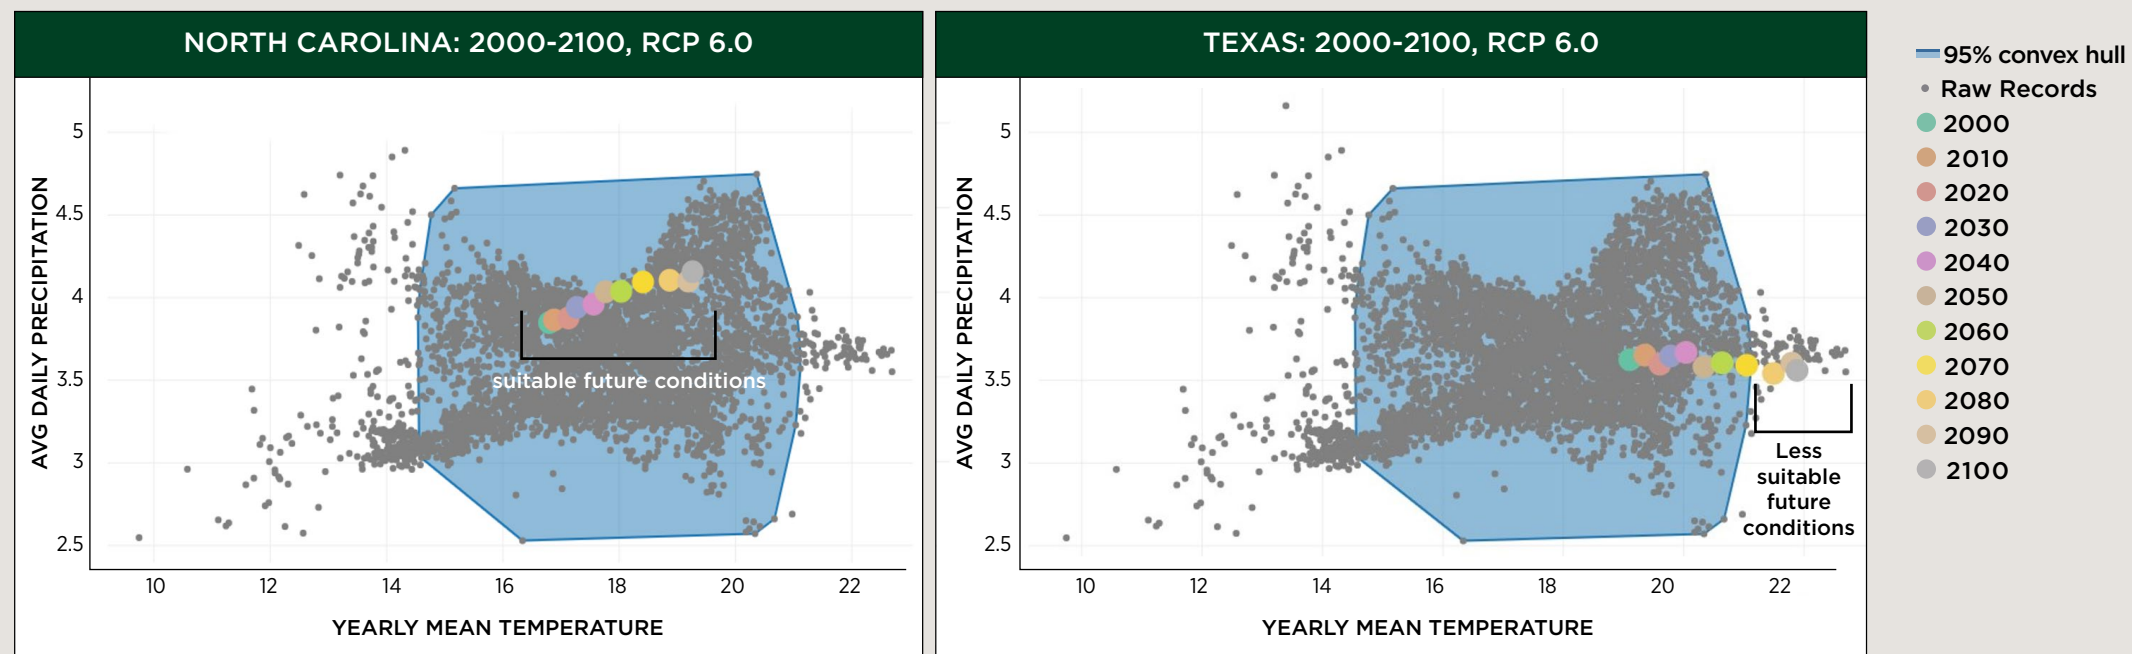 NORTH CAROLINA: 2000-2100, RCP 6.0
AVG DAILY PRECIPITATION
5
4.5
4
3.5
3
2.5
suitable future conditions
10 12 14 16 18 20 22
YEARLY MEAN TEMPERATURE
TEXAS: 2000-2100, RCP 6.0
AVG DAILY PRECIPITATION
5
4.5
4
3.5
3
2.5
Less
suitable
future
conditions
10 12 14 16 18 20 22
YEARLY MEAN TEMPERATURE
95% convex hull
Raw Records
2000
2010
2020
2030
2040
2050
2060
2070
2080
2090
2100